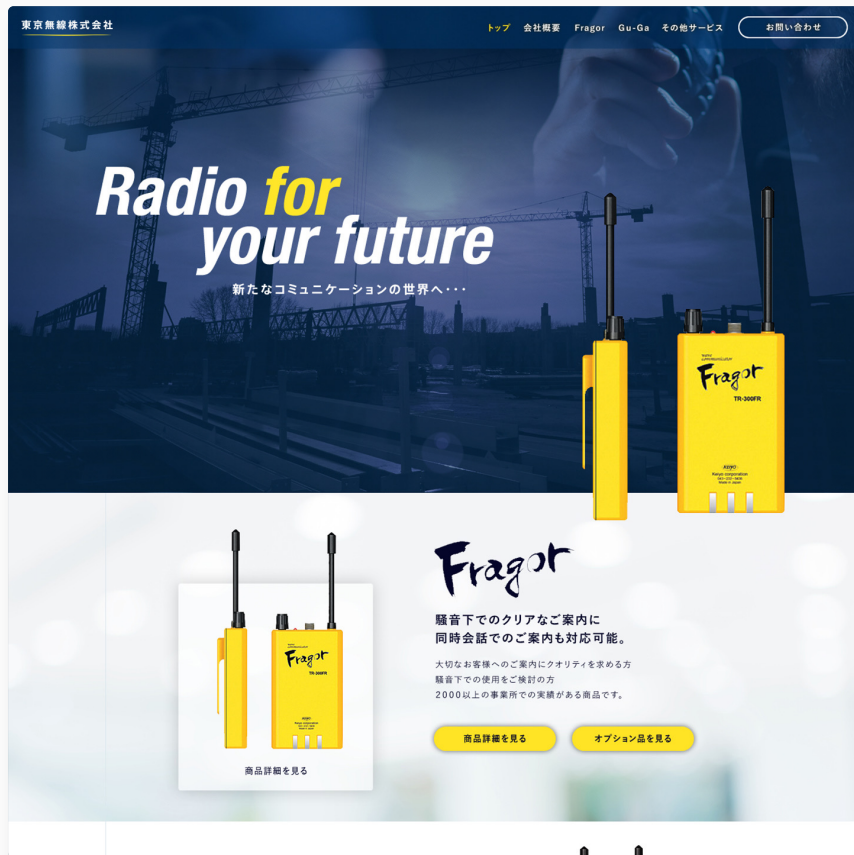 東京無線株式会社
トップ 会社概要 Fragor Gu-Ga その他サービス お問い合わせ
Radio for
your future
新たなコミュニケーションの世界へ・・・
Fragor
TR-300FR
Keiyo corporation
Made in Japan
Fragor
騒音下でのクリアなご案内に
同時会話でのご案内も対応可能。
大切なお客様へのご案内にクオリティを求める方
騒音下での使用をご検討の方
2000以上の事業所での実績がある商品です。
商品詳細を見る オプション品を見る
Fragor
TR-300FR
商品詳細を見る